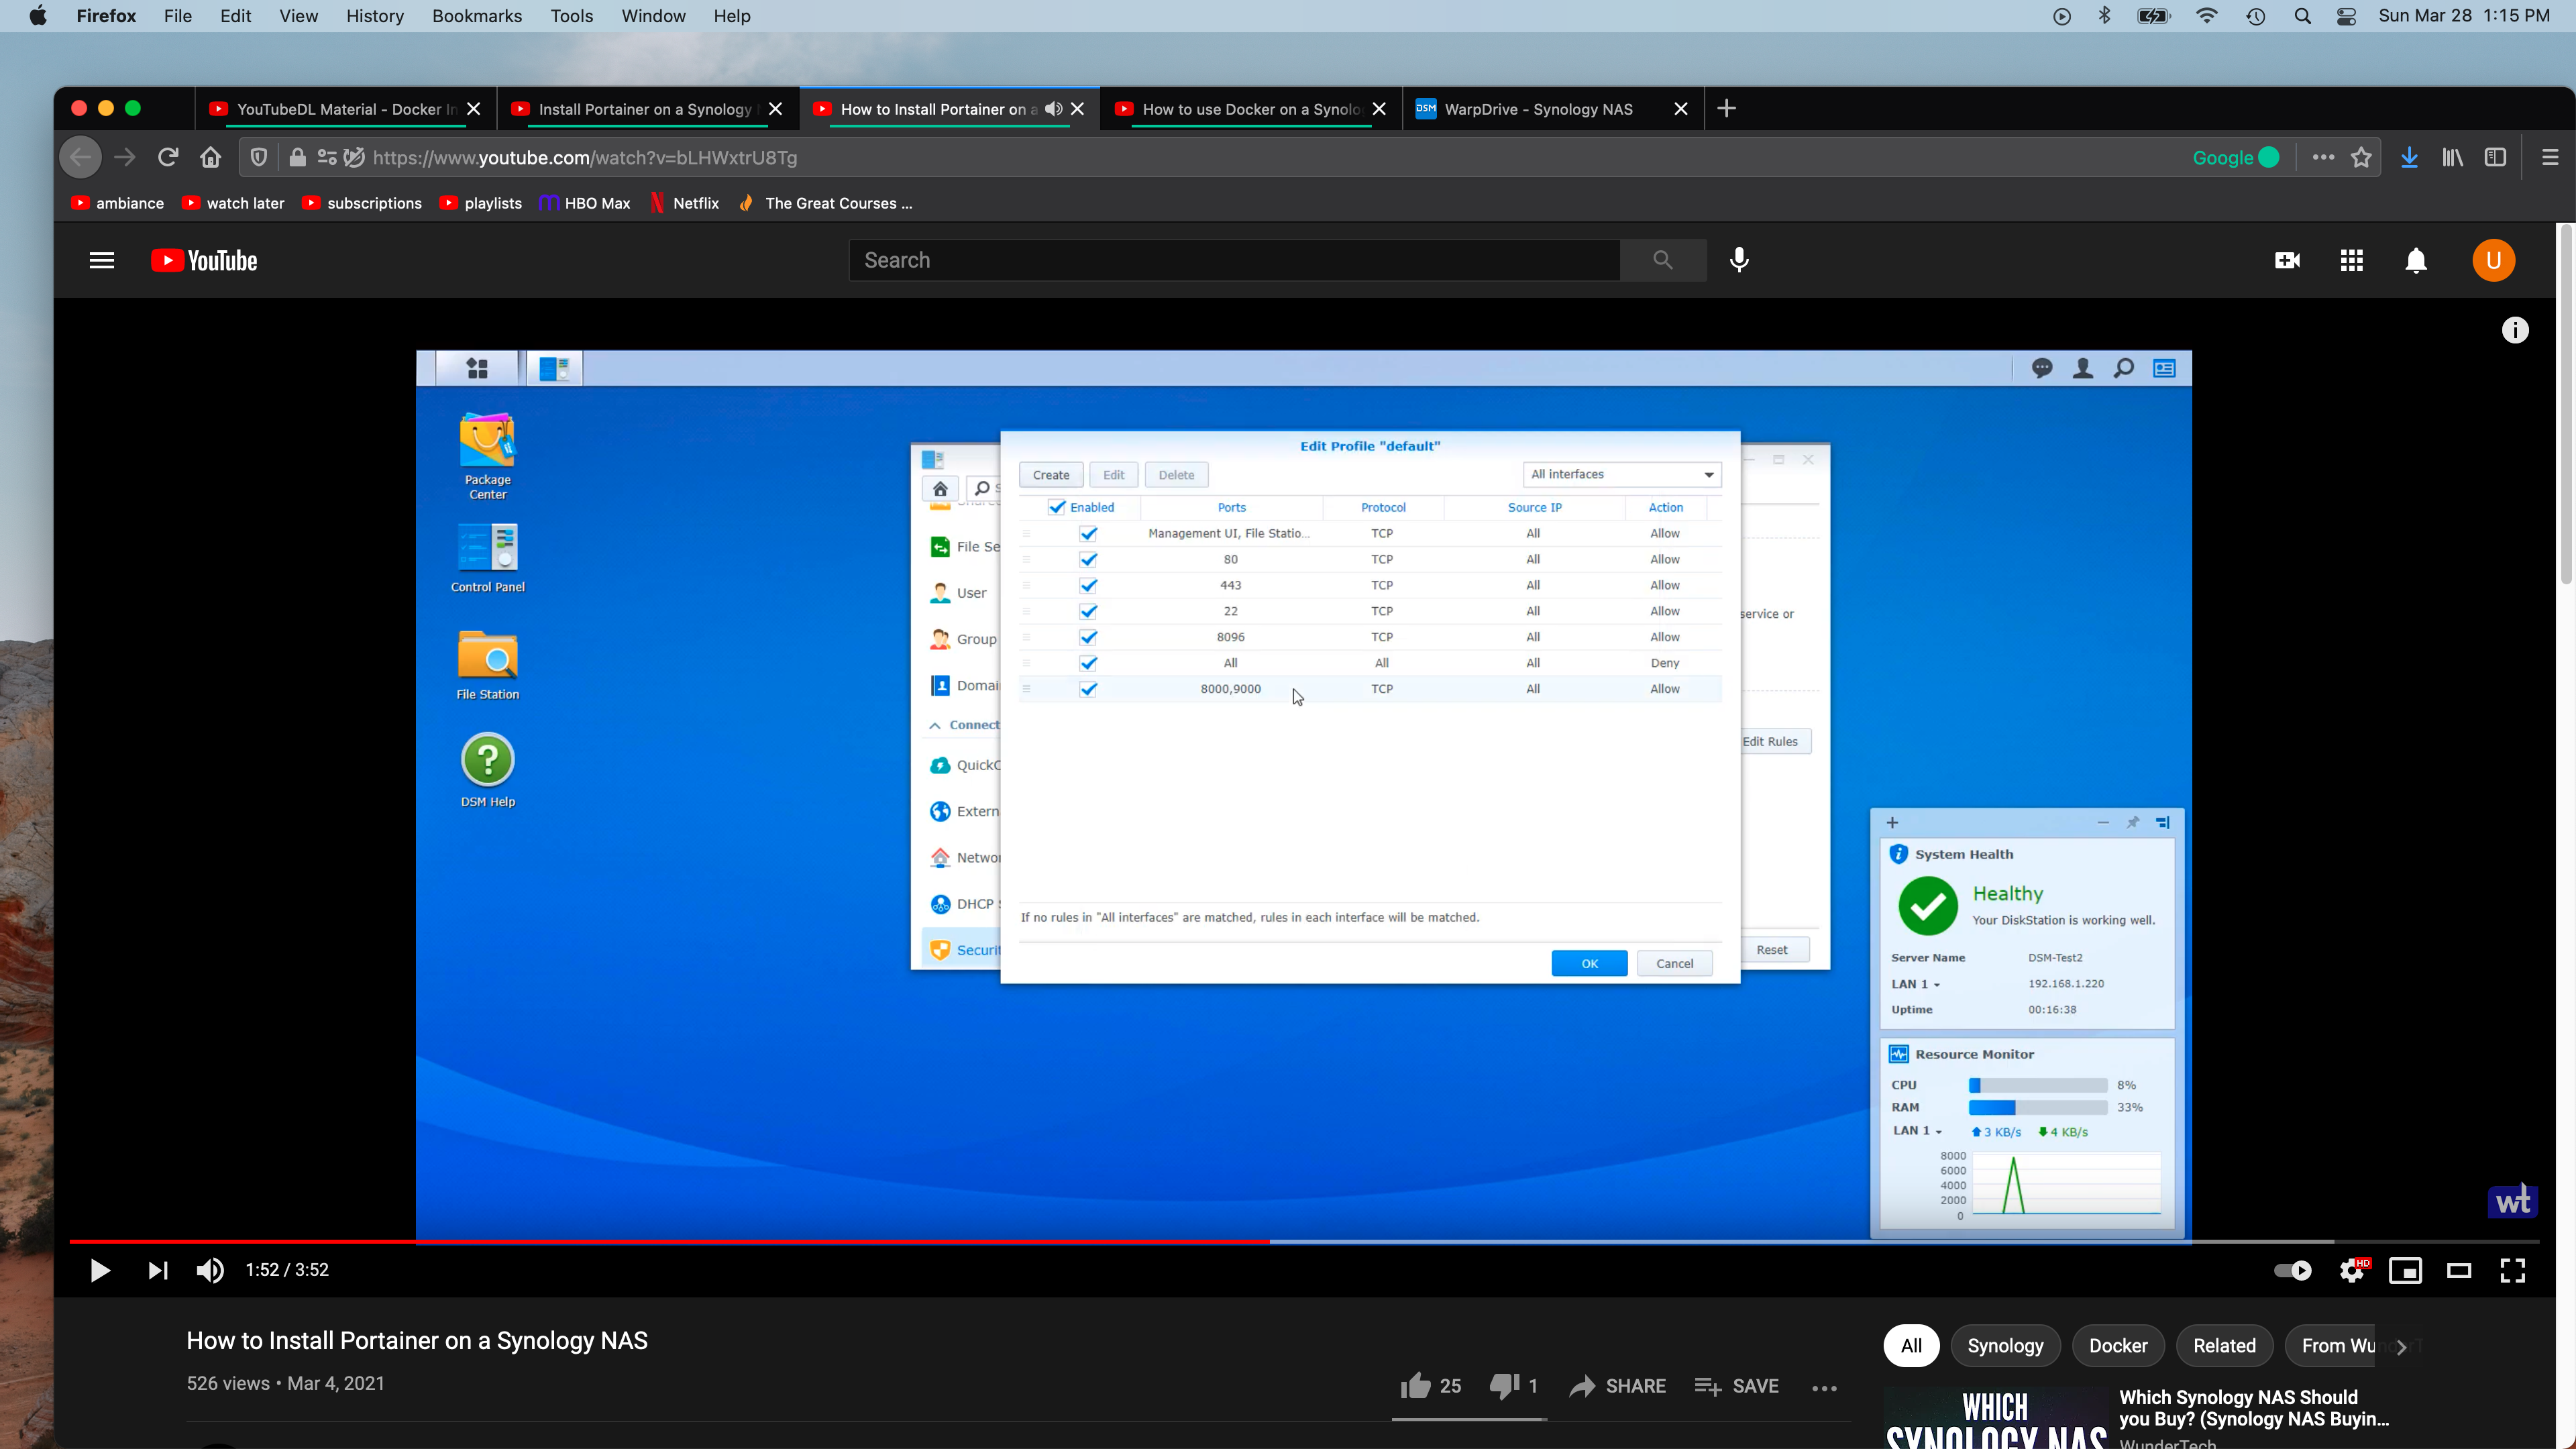 Firefox File Edit View History Bookmarks Tools Window Help Sun Mar 28 1:15 PM
YouTubeDL Material - Docker In
Install Portainer on a Synology
How to Install Portainer on a
How to use Docker on a Synolo
DSM WarpDrive - Synology NAS
https://www.youtube.com/watch?v=bLHWxtrU8Tg Google
ambiance watch later subscriptions playlists HBO Max Netflix The Great Courses ...
YouTube Search U
Edit Profile "default"
Create Edit Delete All interfaces
Enabled Ports Protocol Source IP Action
Management UI, File Statio... TCP All Allow
80 TCP All Allow
443 TCP All Allow
22 TCP All Allow
8096 TCP All Allow
All All All Deny
8000,9000 TCP All Allow
If no rules in "All interfaces" are matched, rules in each interface will be matched.
OK Cancel
Package
Center
Control Panel
File Station
DSM Help
File Se
User
Group
Domai
Connect
QuickC
Extern
Networ
DHCP
Securit
service or
Edit Rules
Reset
System Health
Healthy
Your DiskStation is working well.
Server Name DSM-Test2
LAN 1 192.168.1.220
Uptime 00:16:38
Resource Monitor
CPU 8%
RAM 33%
LAN 1 3 KB/s 4 KB/s
8000
6000
4000
2000
0
wt
1:52 / 3:52 HD
How to Install Portainer on a Synology NAS
526 views • Mar 4, 2021
25 1 SHARE SAVE
All Synology Docker Related From Wu
WHICH
SYNOLOGY NAS
Which Synology NAS Should
you Buy? (Synology NAS Buyin...
WunderTech